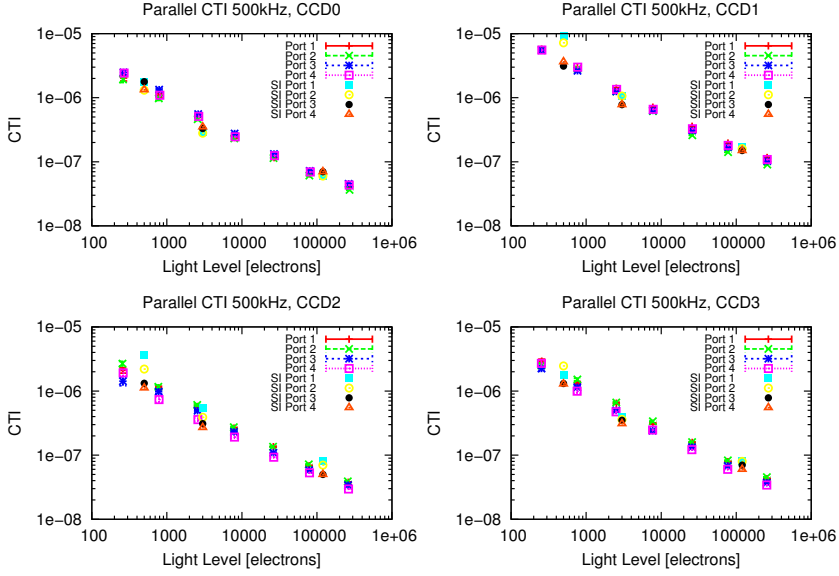 Parallel CTI 500kHz, CCD0
CTI
1e-05
1e-06
1e-07
1e-08
100 1000 10000 100000 1e+06
Light Level [electrons]
Port 1
Port 2
Port 3
Port 4
SI Port 1
SI Port 2
SI Port 3
SI Port 4
Parallel CTI 500kHz, CCD1
CTI
1e-05
1e-06
1e-07
1e-08
100 1000 10000 100000 1e+06
Light Level [electrons]
Port 1
Port 2
Port 3
Port 4
SI Port 1
SI Port 2
SI Port 3
SI Port 4
Parallel CTI 500kHz, CCD2
CTI
1e-05
1e-06
1e-07
1e-08
100 1000 10000 100000 1e+06
Light Level [electrons]
Port 1
Port 2
Port 3
Port 4
SI Port 1
SI Port 2
SI Port 3
SI Port 4
Parallel CTI 500kHz, CCD3
CTI
1e-05
1e-06
1e-07
1e-08
100 1000 10000 100000 1e+06
Light Level [electrons]
Port 1
Port 2
Port 3
Port 4
SI Port 1
SI Port 2
SI Port 3
SI Port 4